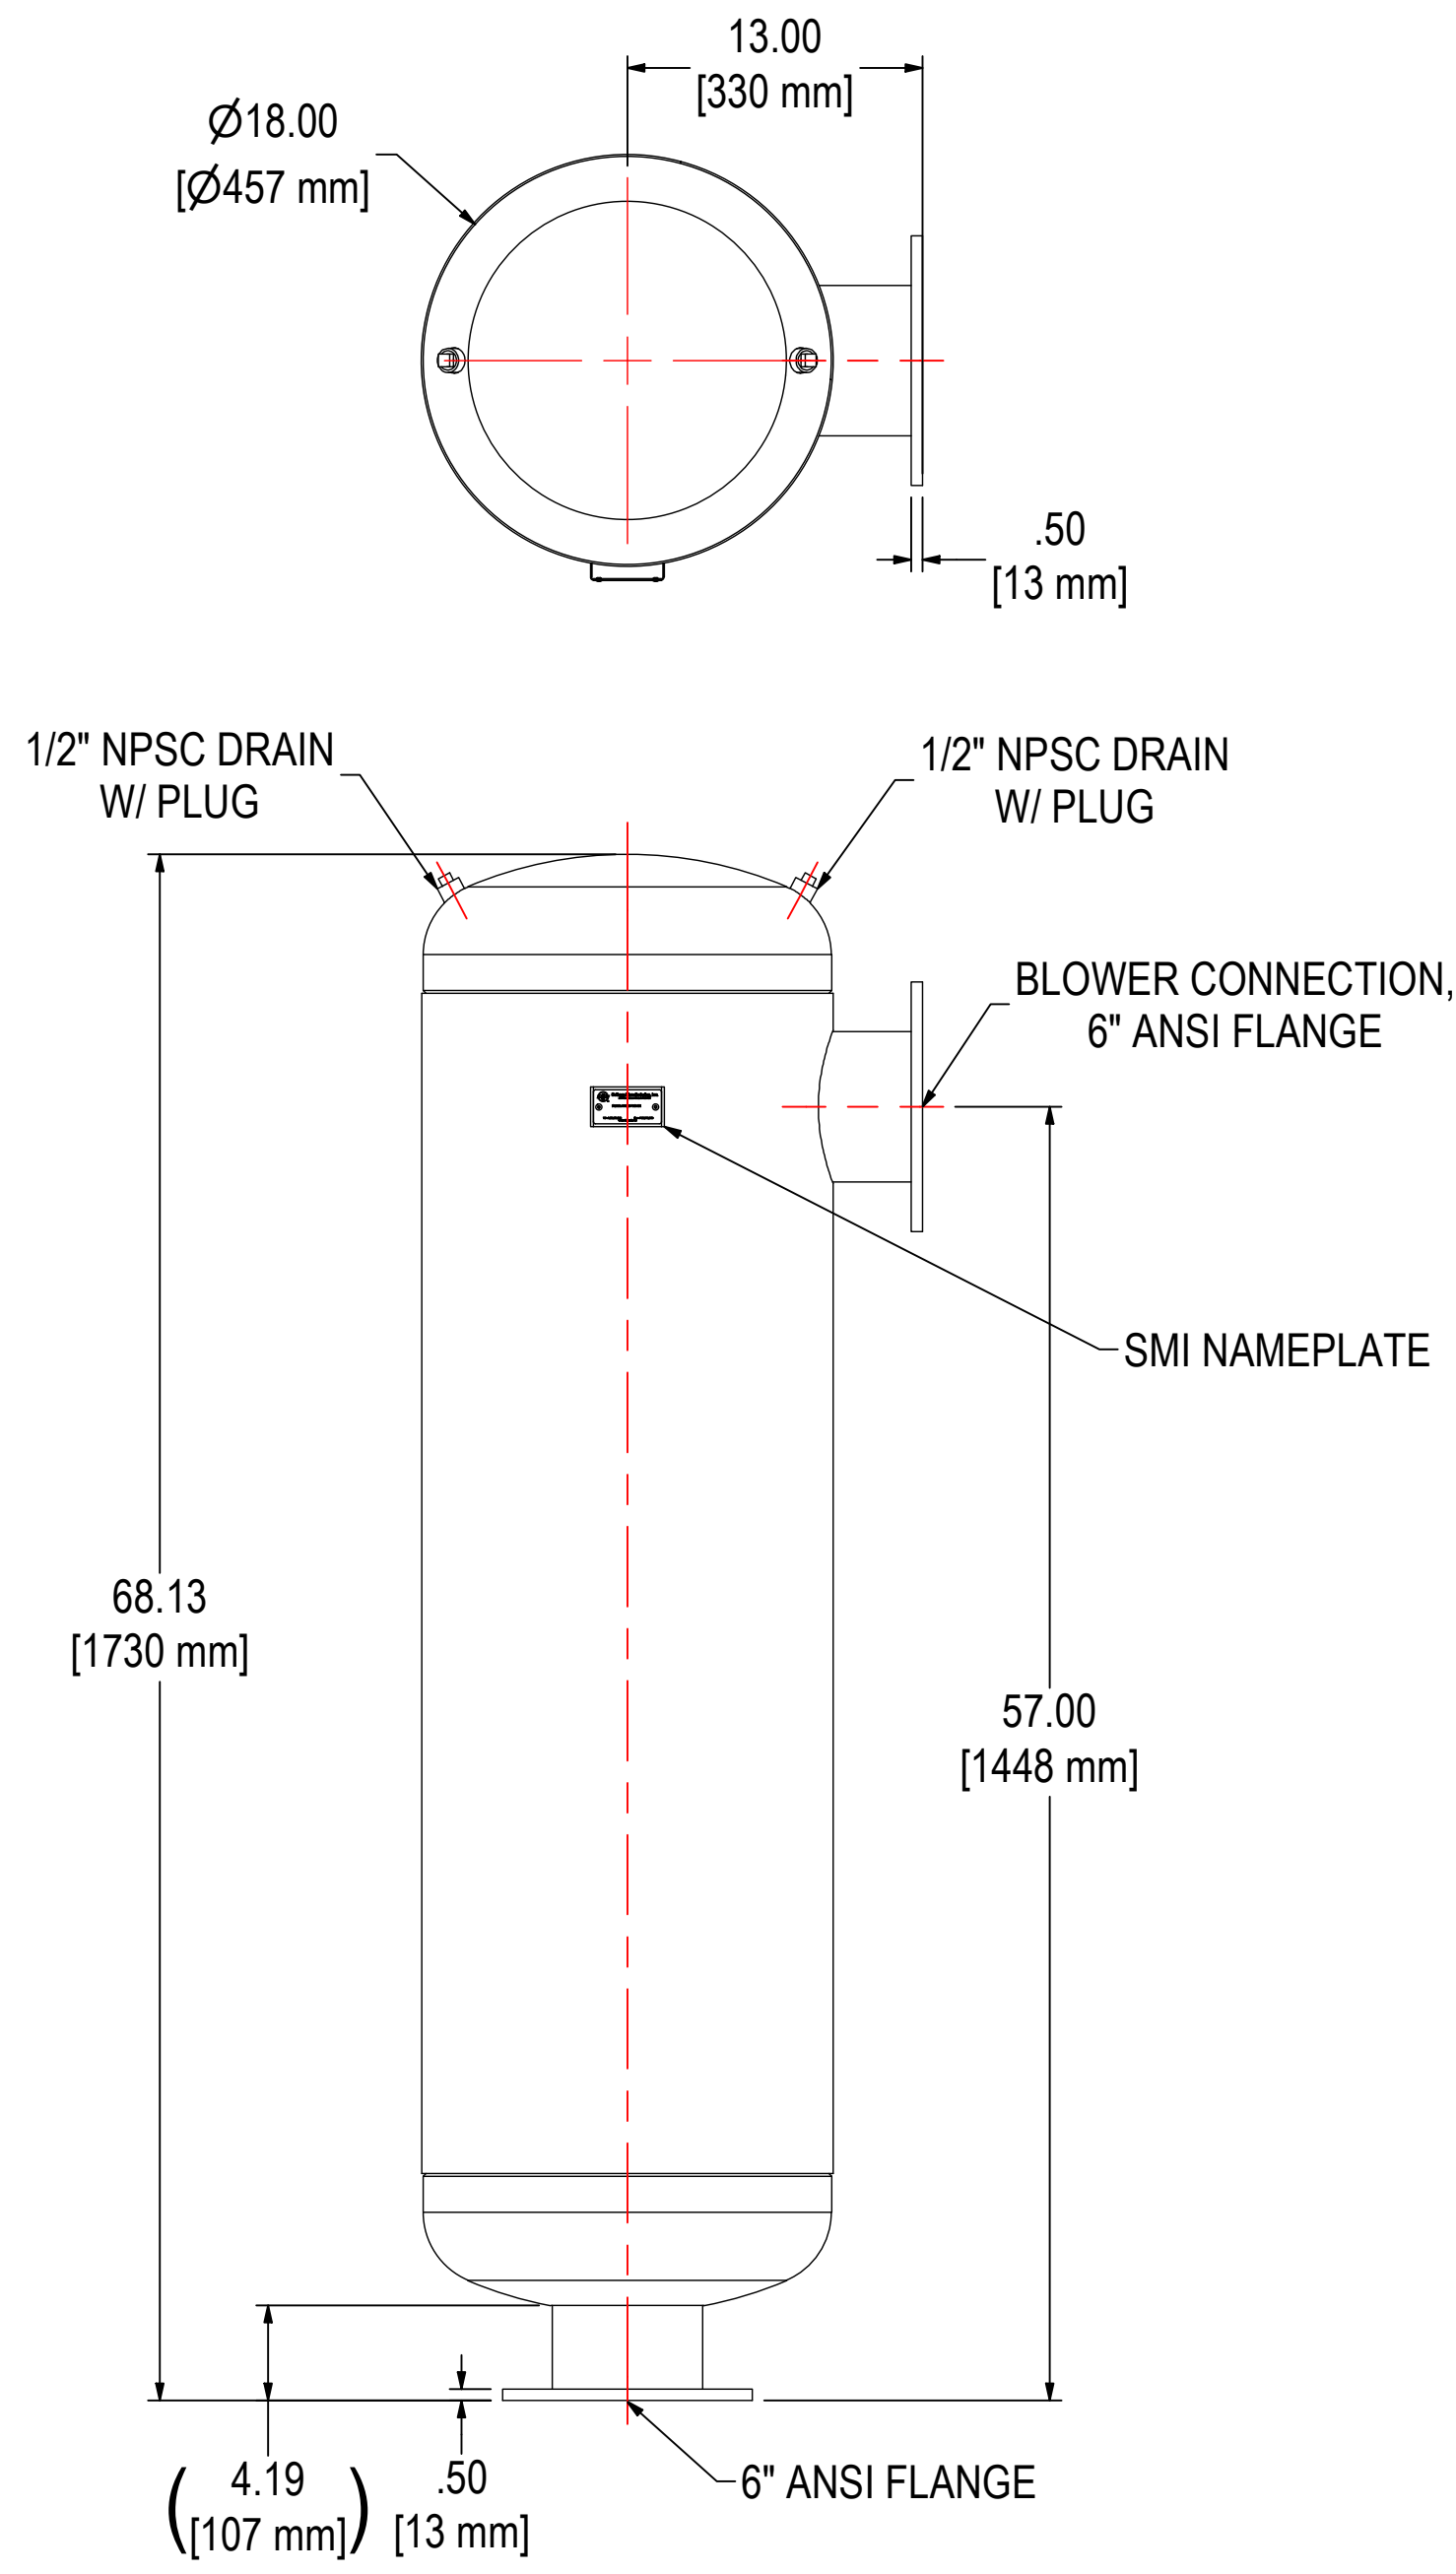 13.00
[330 mm]
Ø18.00
[Ø457 mm]
.50
[13 mm]
1/2" NPSC DRAIN
W/ PLUG
1/2" NPSC DRAIN
W/ PLUG
BLOWER CONNECTION,
6" ANSI FLANGE
SMI NAMEPLATE
68.13
[1730 mm]
57.00
[1448 mm]
(4.19
[107 mm])
.50
[13 mm]
6" ANSI FLANGE